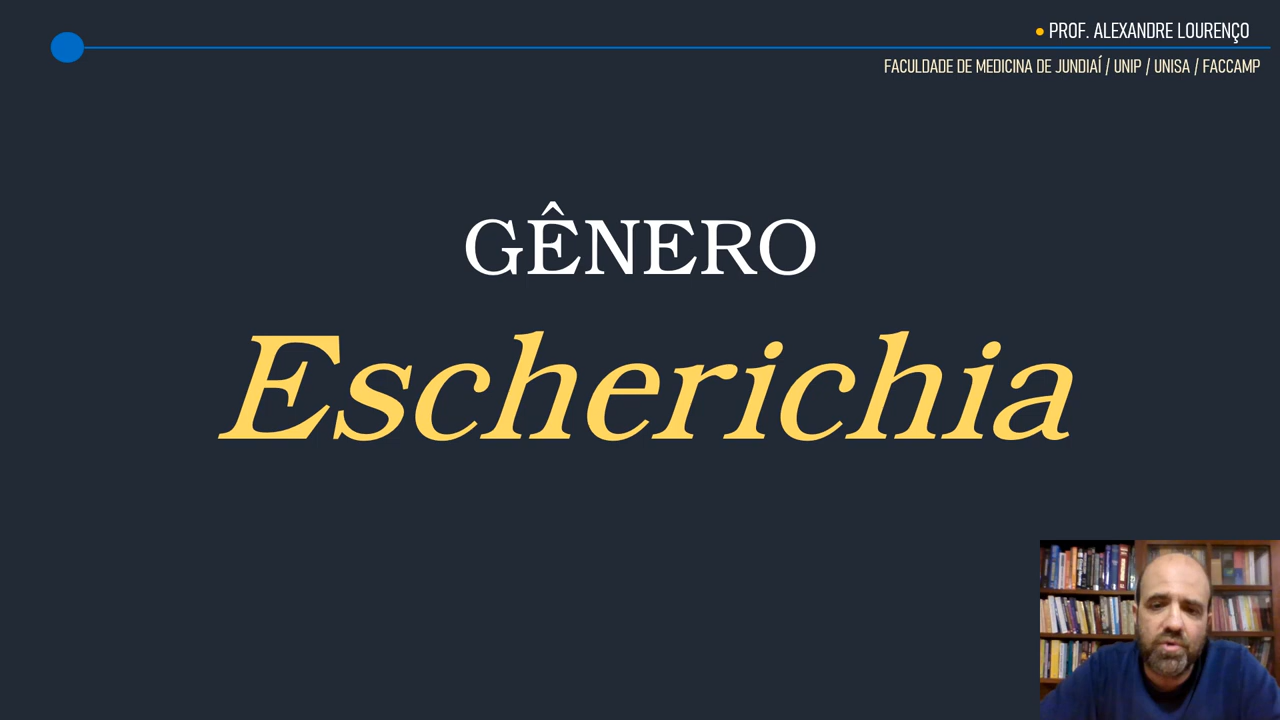 PROF. ALEXANDRE LOURENÇO
FACULDADE DE MEDICINA DE JUNDIAÍ / UNIP / UNISA / FACCAMP
GÊNERO
Escherichia